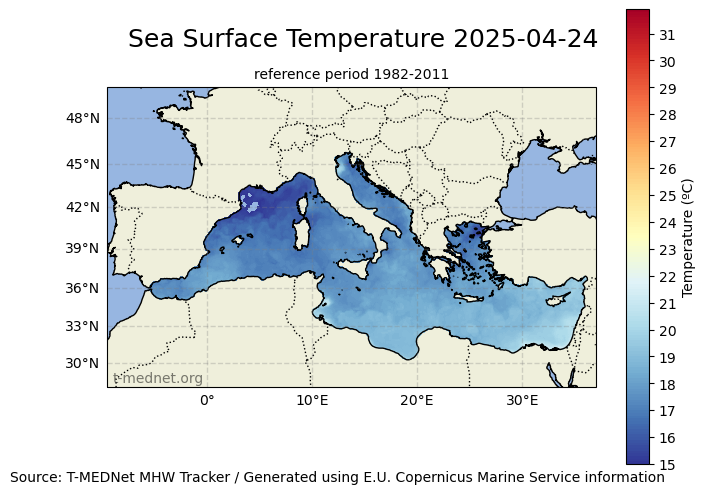 Sea Surface Temperature 2025-04-24
reference period 1982-2011
48°N
45°N
42°N
39°N
36°N
33°N
30°N
t-mednet.org
0°
10°E
20°E
30°E
31
30
29
28
27
26
25
24
23
22
21
20
19
18
17
16
15
Temperature (ºC)
Source: T-MEDNet MHW Tracker / Generated using E.U. Copernicus Marine Service information